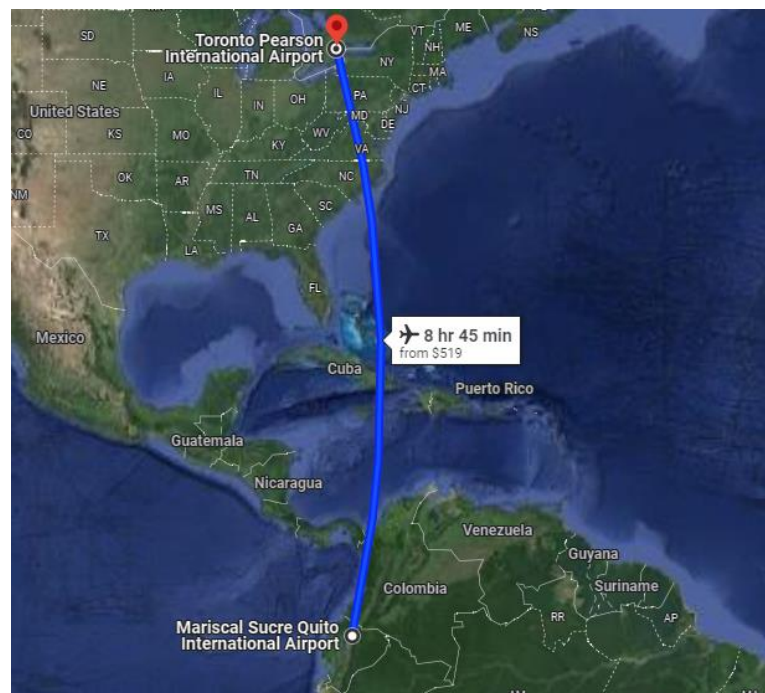 ME
NS
VT
NH
SD
Toronto Pearson
International Airport
NY
MA
CT
IA
NE
PA
IL
IN
OH
NJ
MD
DE
United States
WV
CO
KS
MO
KY
VA
OK
TN
NC
NM
AR
SC
MS
AL
GA
TX
LA
FL
8 hr 45 min
from $519
Mexico
Cuba
Puerto Rico
Guatemala
Nicaragua
Venezuela
Guyana
Colombia
Suriname
RR
AP
Mariscal Sucre Quito
International Airport